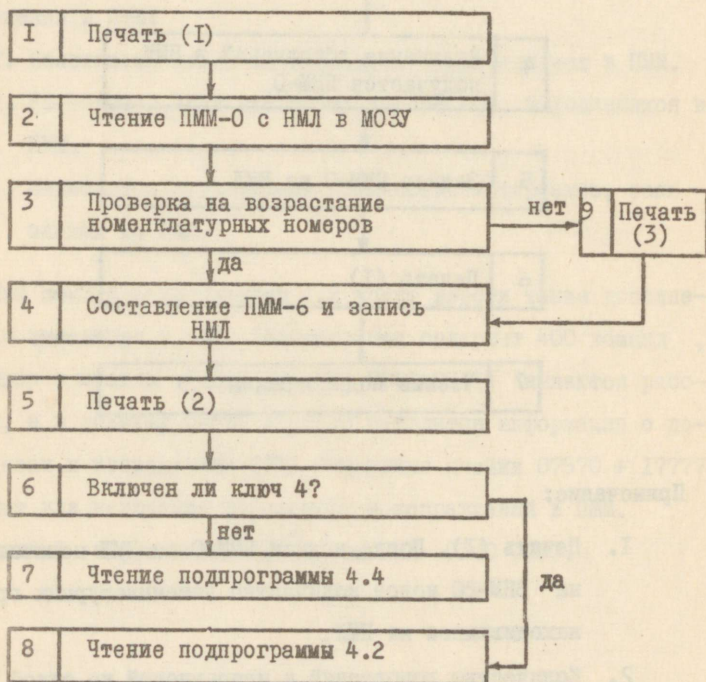 1 Печать (1)
2 Чтение ПММ-0 с НМЛ в МОЗУ
3 Проверка на возрастание
номенклатурных номеров
нет
9 Печать
(3)
да
4 Составление ПММ-6 и запись
НМЛ
5 Печать (2)
6 Включен ли ключ 4?
нет
да
7 Чтение подпрограммы 4.4
8 Чтение подпрограммы 4.2